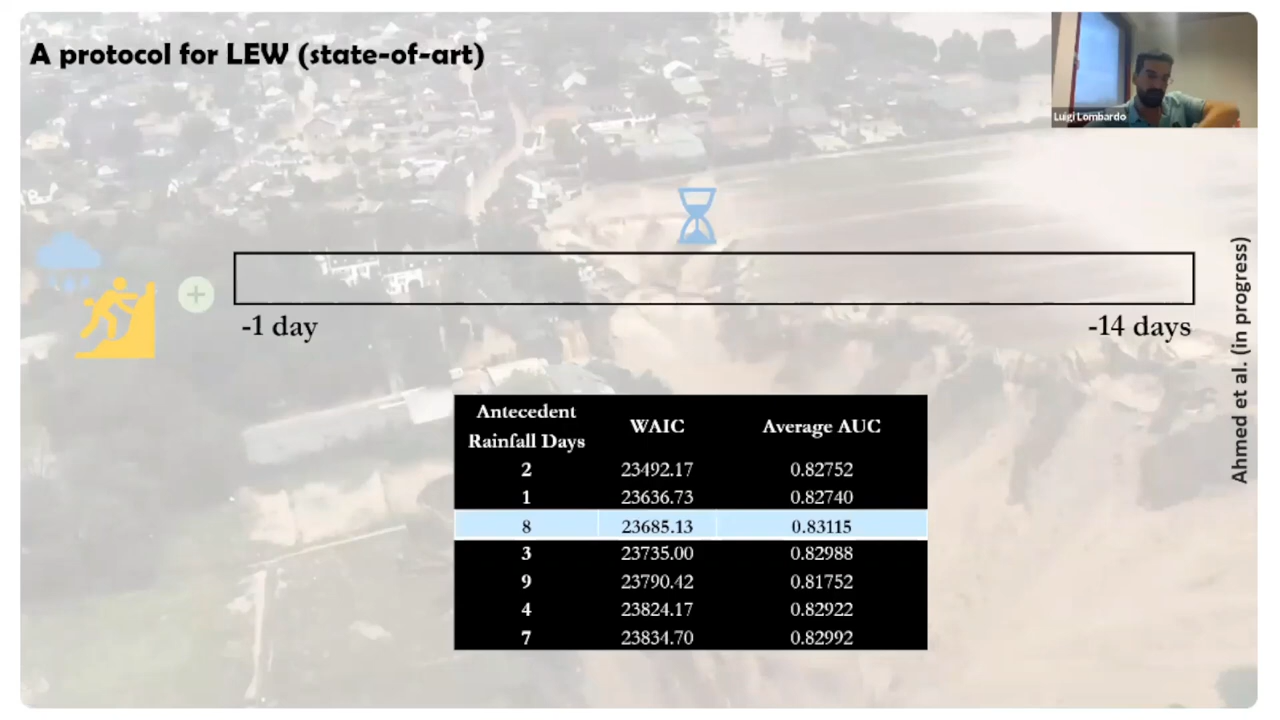 A protocol for LEW (state-of-art)
Luigi Lombardo
-1 day
-14 days
Ahmed et al. (in progress)
Antecedent
Rainfall Days WAIC Average AUC
2 23492.17 0.82752
1 23636.73 0.82740
8 23685.13 0.83115
3 23735.00 0.82988
9 23790.42 0.81752
4 23824.17 0.82922
7 23834.70 0.82992